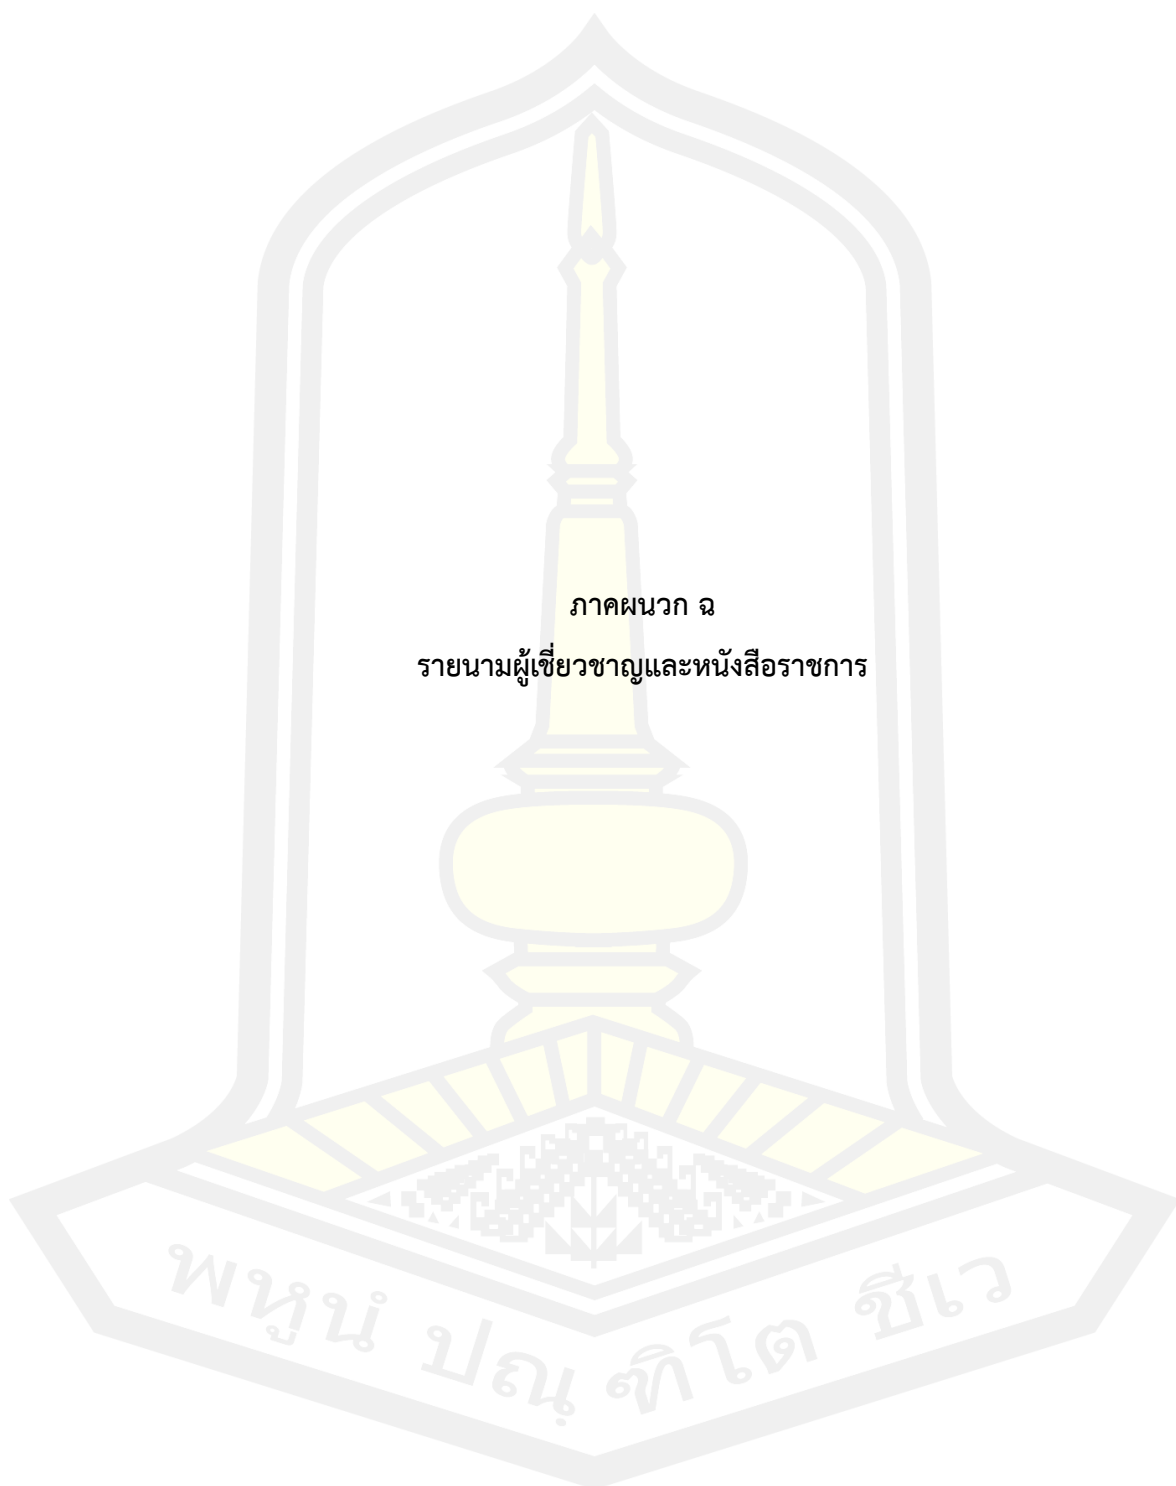 ภาคผนวก ฉ
รายนามผู้เชี่ยวชาญและหนังสือราชการ
พหูนํ ปณฺฑิโต ชีเว